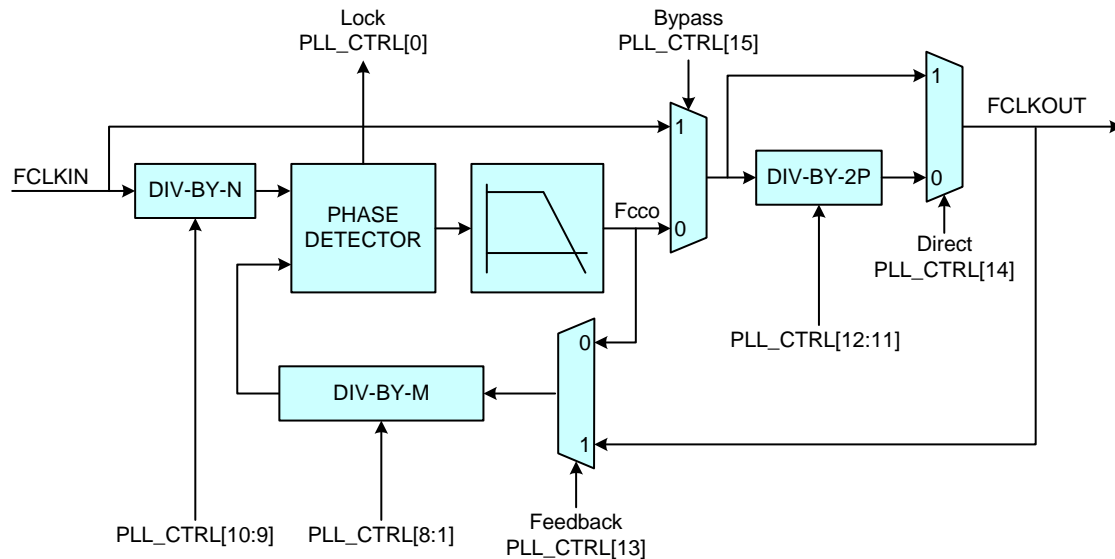 Lock
PLL_CTRL[0]
Bypass
PLL_CTRL[15]
1
FCLKOUT
1
FCLKIN
DIV-BY-N
PHASE
DETECTOR
Fcco
0
DIV-BY-2P
0
Direct
PLL_CTRL[14]
0
PLL_CTRL[12:11]
DIV-BY-M
1
PLL_CTRL[10:9]
PLL_CTRL[8:1]
Feedback
PLL_CTRL[13]